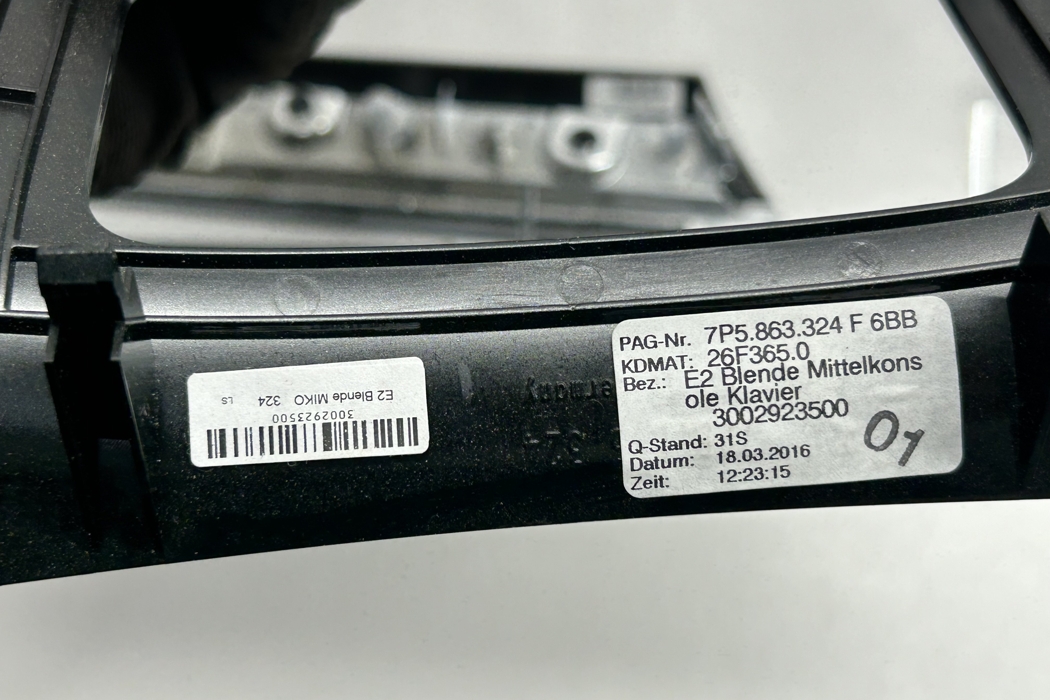 E2 Blende MIKO 324 LS
3002923500
PAG-Nr. 7P5.863.324 F 6BB
KDMAT: 26F365.0
Bez.: E2 Blende Mittelkons
ole Klavier
3002923500
Q-Stand: 31S
Datum: 18.03.2016
Zeit: 12:23:15
01